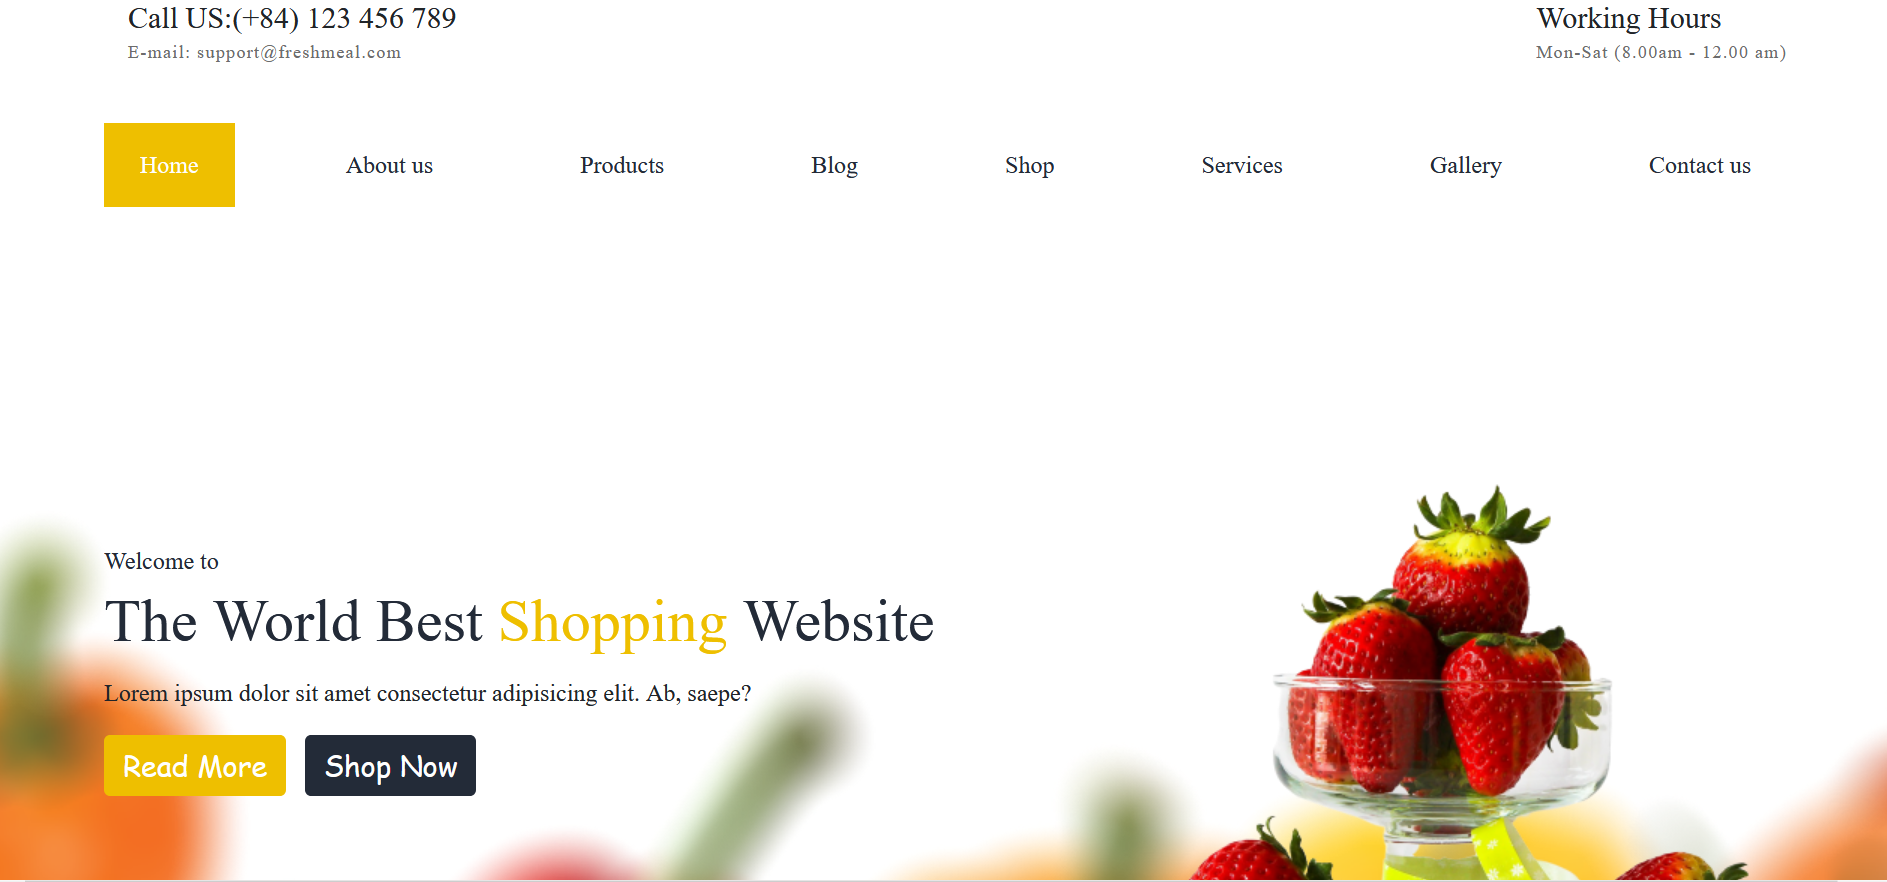 Call US:(+84) 123 456 789
E-mail: support@freshmeal.com
Working Hours
Mon-Sat (8.00am - 12.00 am)
Home About us Products Blog Shop Services Gallery Contact us
Welcome to
The World Best Shopping Website
Lorem ipsum dolor sit amet consectetur adipisicing elit. Ab, saepe?
Read More Shop Now